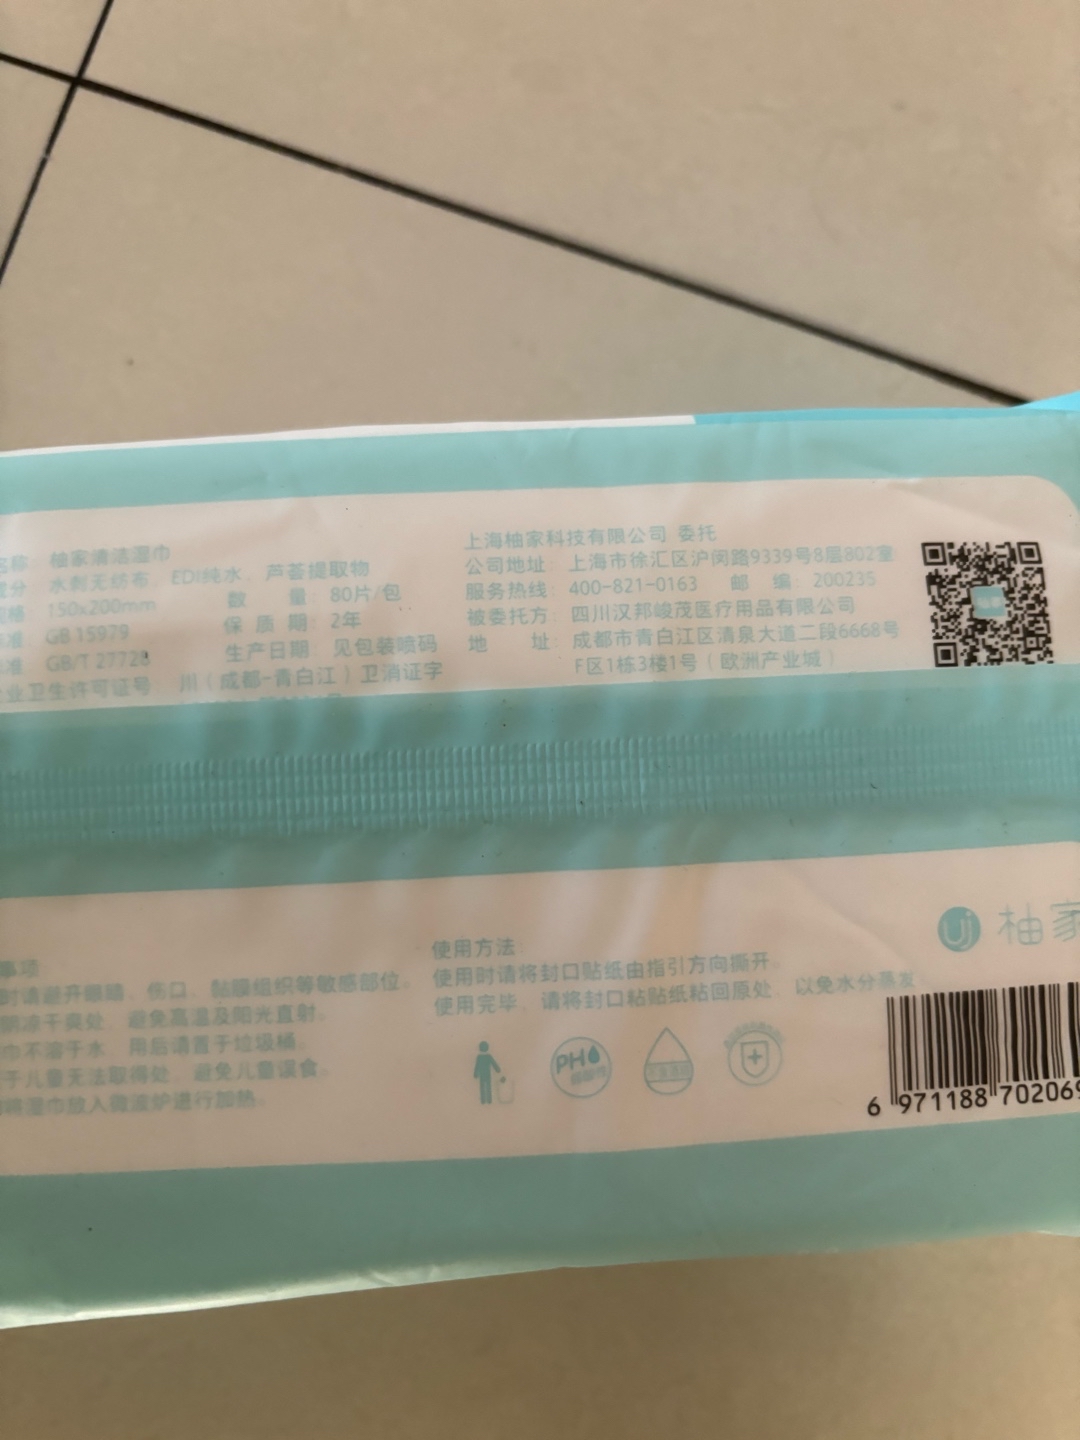 名称: 柚家清洁湿巾
成分: 水刺无纺布、EDI纯水、芦荟提取物
规格 150x200mm 数 量: 80片/包
准 GB 15979 保 质 期: 2年
准 GB/T 27728 生产日期: 见包装喷码
业卫生许可证号 川(成都-青白江)卫消证字
上海柚家科技有限公司 委托
公司地址: 上海市徐汇区沪闵路9339号8层802室
服务热线: 400-821-0163 邮 编: 200235
被委托方: 四川汉邦峻茂医疗用品有限公司
地 址: 成都市青白江区清泉大道二段6668号
F区1栋3楼1号(欧洲产业城)
事项
时请避开眼睛、伤口、黏膜组织等敏感部位。
阴凉干爽处,避免高温及阳光直射。
巾不溶于水,用后请置于垃圾桶。
于儿童无法取得处,避免儿童误食。
将湿巾放入微波炉进行加热。
使用方法:
使用时请将封口贴纸由指引方向撕开。
使用完毕,请将封口粘贴纸粘回原处,以免水分蒸发
PH
Uj 柚家
6 971188 702069